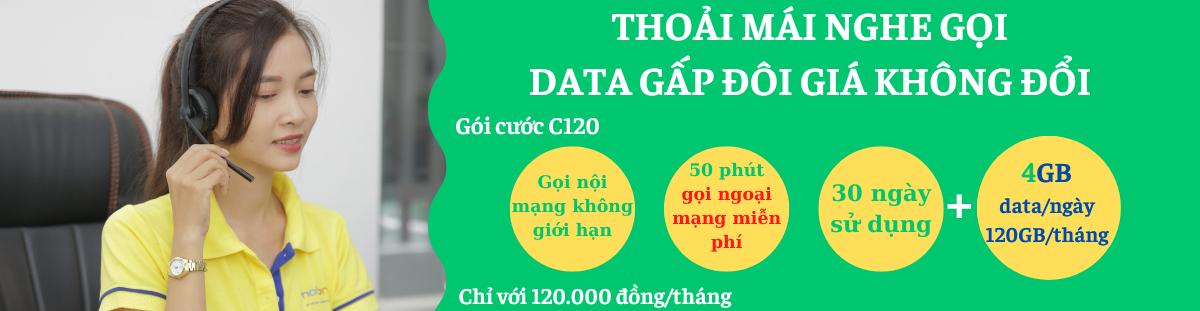 THOẢI MÁI NGHE GỌI
DATA GẤP ĐÔI GIÁ KHÔNG ĐỔI
Gói cước C120
Gọi nội
mạng không
giới hạn
50 phút
gọi ngoại
mạng miễn
phí
30 ngày
sử dụng
+
4GB
data/ngày
120GB/tháng
Chỉ với 120.000 đồng/tháng